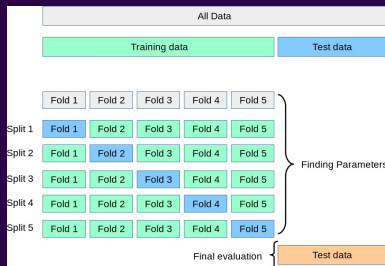 All Data
Training data Test data
Fold 1 Fold 2 Fold 3 Fold 4 Fold 5
Split 1 Fold 1 Fold 2 Fold 3 Fold 4 Fold 5
Split 2 Fold 1 Fold 2 Fold 3 Fold 4 Fold 5
Split 3 Fold 1 Fold 2 Fold 3 Fold 4 Fold 5
Split 4 Fold 1 Fold 2 Fold 3 Fold 4 Fold 5
Split 5 Fold 1 Fold 2 Fold 3 Fold 4 Fold 5
Finding Parameters
Final evaluation Test data